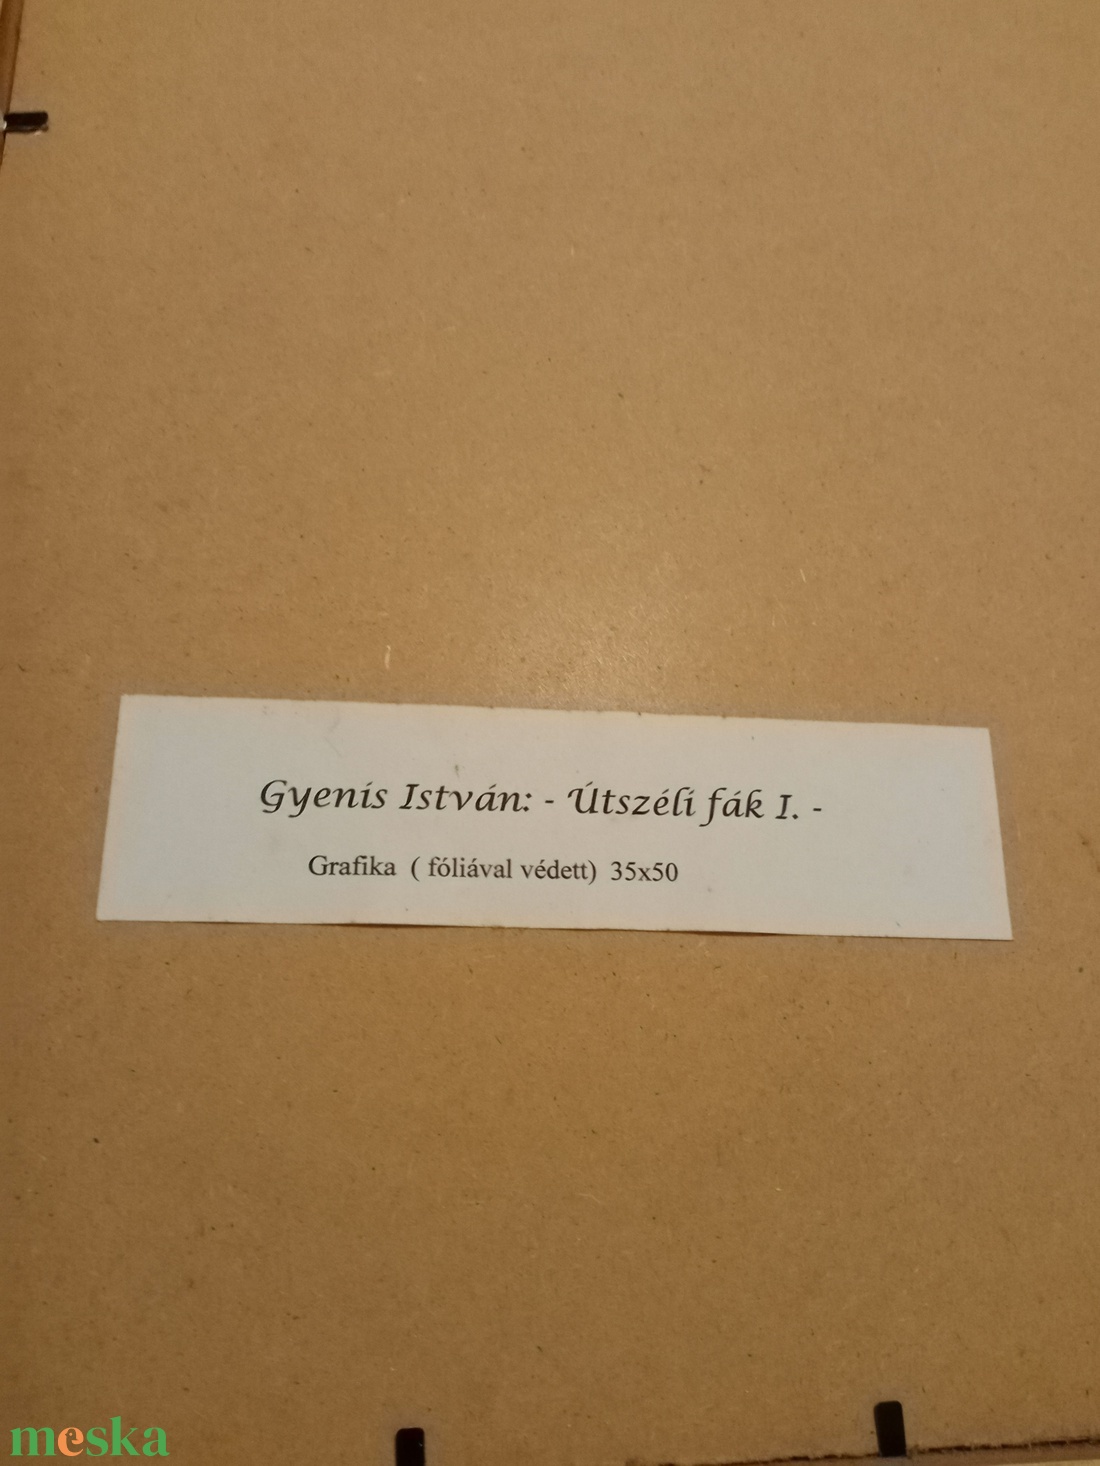 Gyenis István: - Útszéli fák I. -
Grafika ( fóliával védett) 35x50
meska